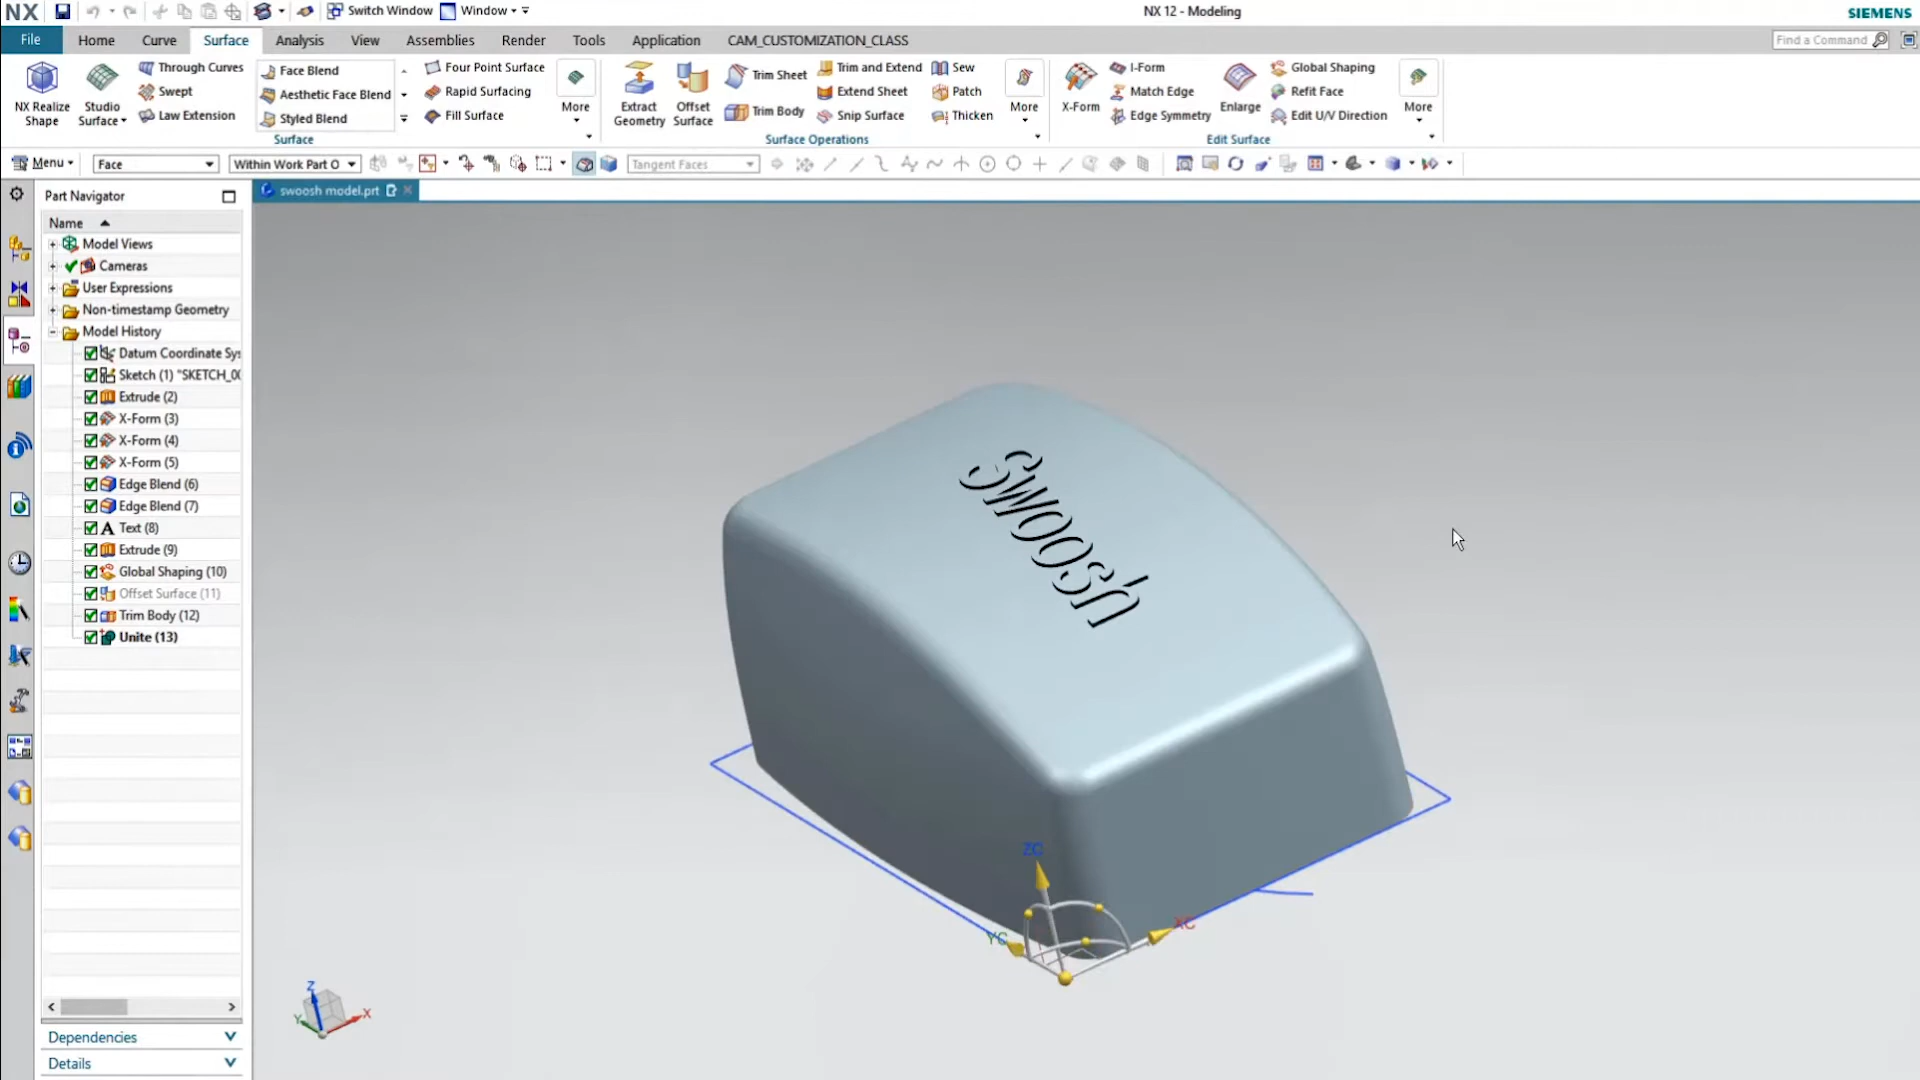 NX
Switch Window
Window
NX 12 - Modeling
SIEMENS
File
Home
Curve
Surface
Analysis
View
Assemblies
Render
Tools
Application
CAM_CUSTOMIZATION_CLASS
Find a Command
NX Realize
Shape
Studio
Surface
Through Curves
Swept
Law Extension
Face Blend
Aesthetic Face Blend
Styled Blend
Four Point Surface
Rapid Surfacing
Fill Surface
More
Surface
Extract
Geometry
Offset
Surface
Trim Sheet
Trim Body
Trim and Extend
Extend Sheet
Snip Surface
Sew
Patch
Thicken
More
Surface Operations
X-Form
I-Form
Match Edge
Edge Symmetry
Enlarge
Global Shaping
Refit Face
Edit U/V Direction
More
Edit Surface
Menu
Face
Within Work Part O
Tangent Faces
Part Navigator
swoosh model.prt
Name
Model Views
Cameras
User Expressions
Non-timestamp Geometry
Model History
Datum Coordinate Sys
Sketch (1) "SKETCH_00
Extrude (2)
X-Form (3)
X-Form (4)
X-Form (5)
Edge Blend (6)
Edge Blend (7)
Text (8)
Extrude (9)
Global Shaping (10)
Offset Surface (11)
Trim Body (12)
Unite (13)
Dependencies
Details
Swoosh
ZC
YC
XC
Z
Y
X